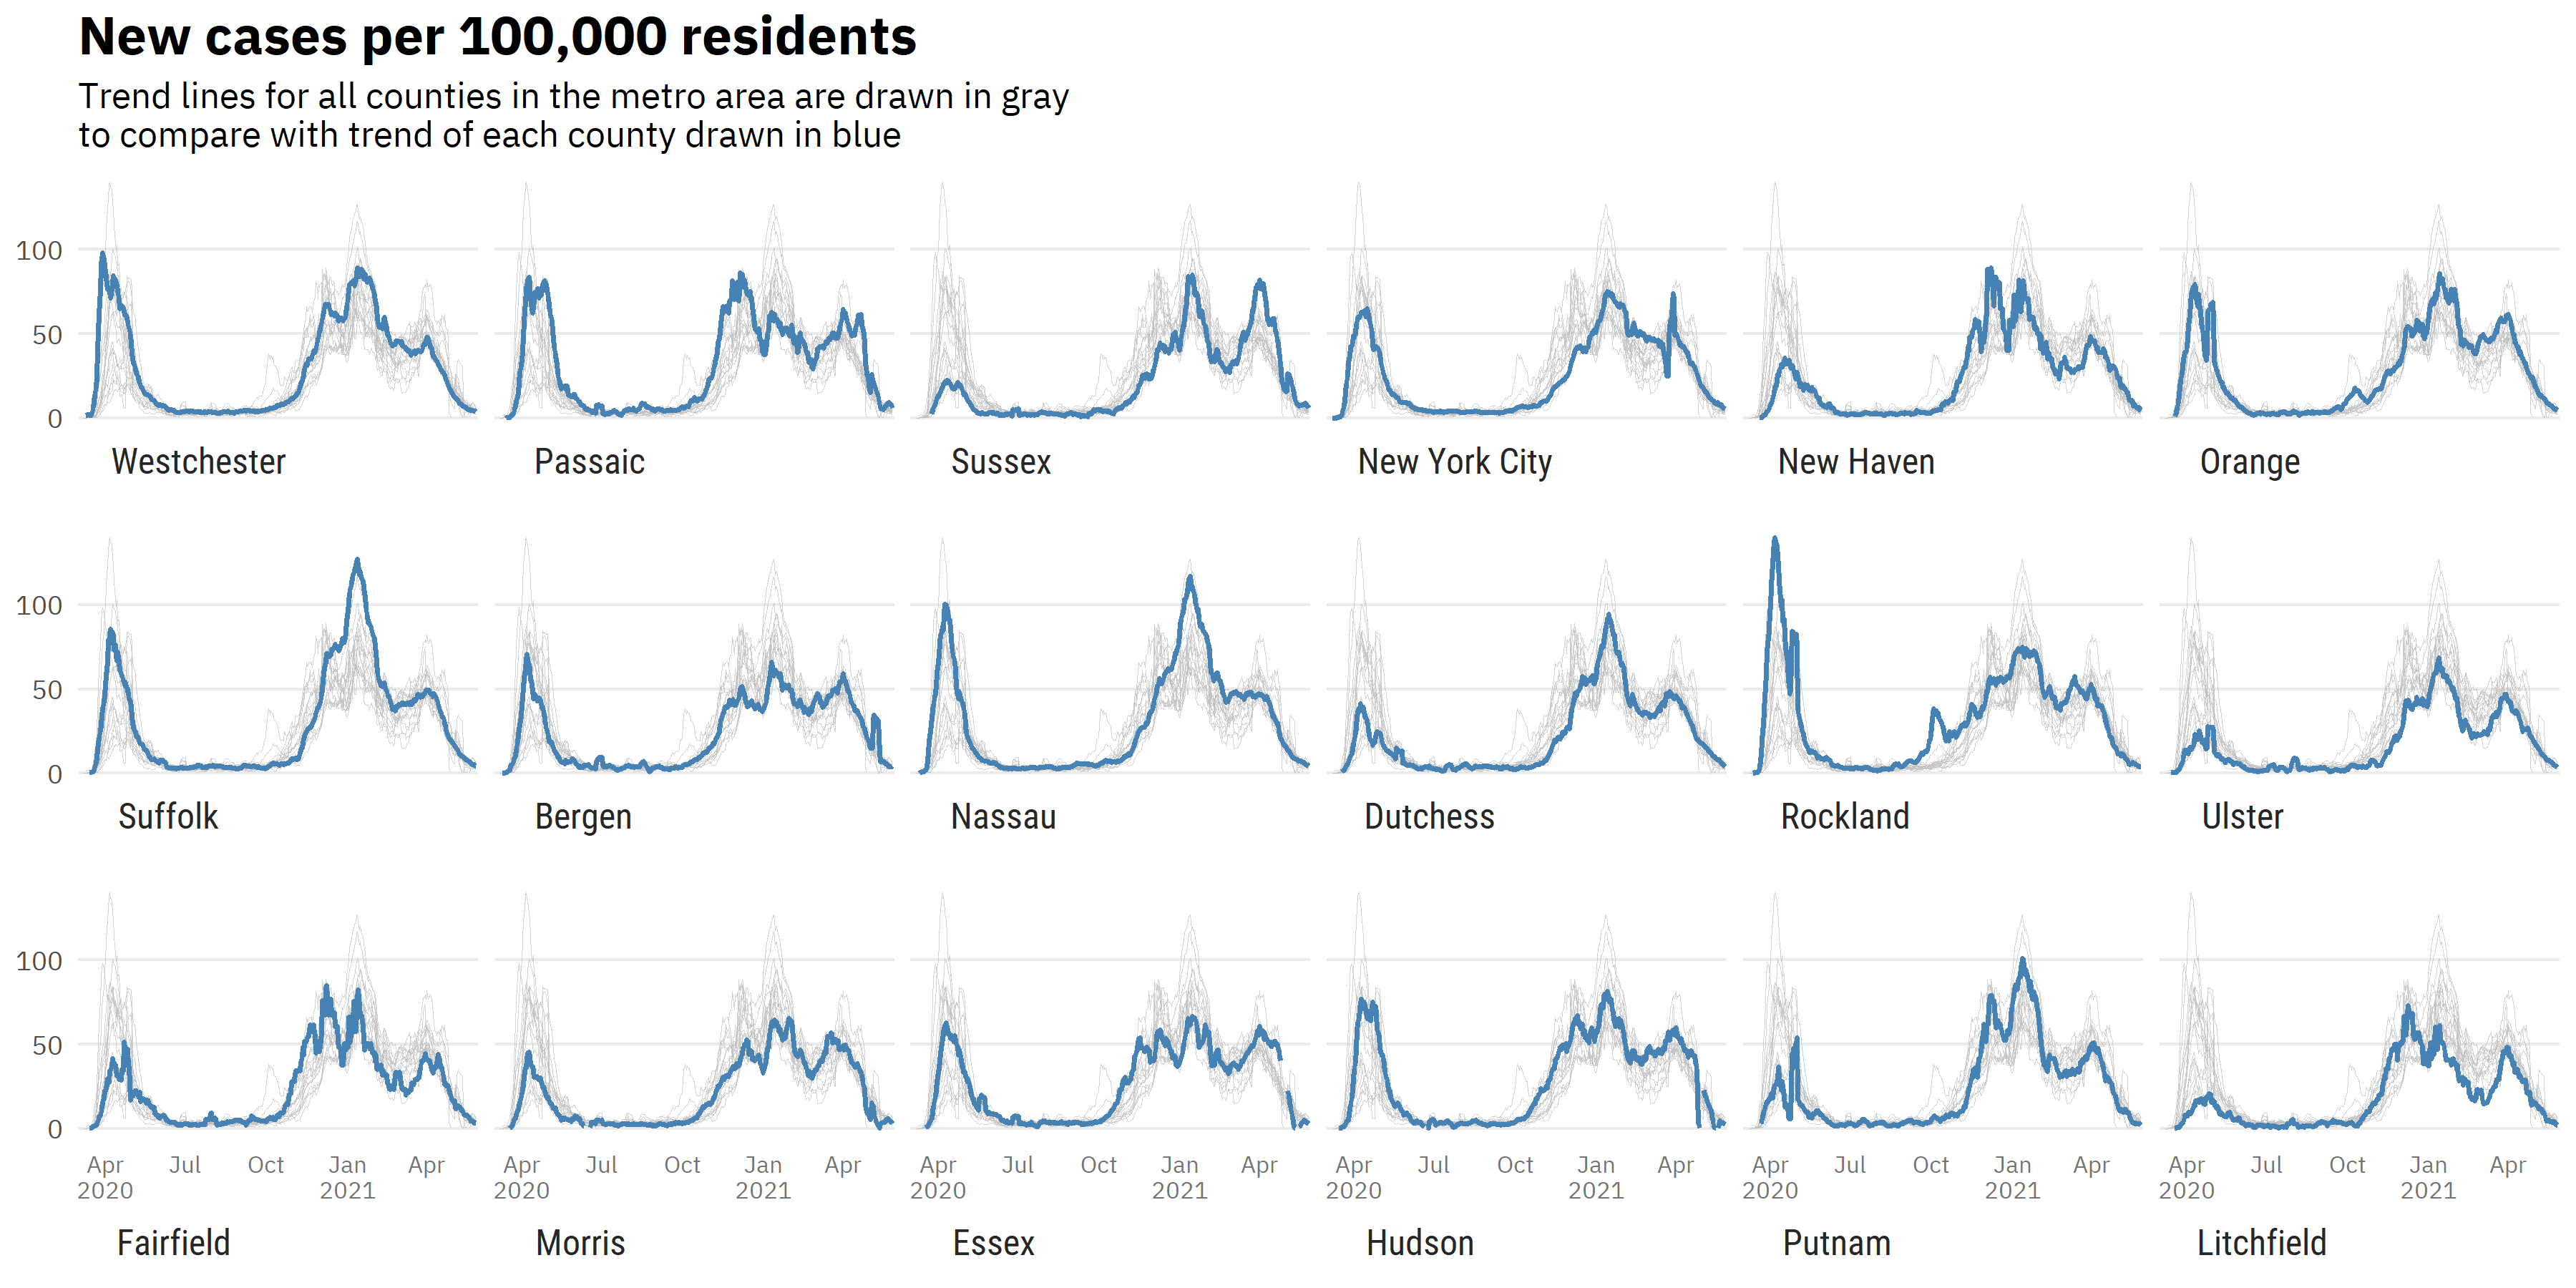 New cases per 100,000 residents
Trend lines for all counties in the metro area are drawn in gray
to compare with trend of each county drawn in blue
100
50
0
Westchester Passaic Sussex New York City New Haven Orange
100
50
0
Suffolk Bergen Nassau Dutchess Rockland Ulster
100
50
0
Apr Jul Oct Jan Apr Apr Jul Oct Jan Apr Apr Jul Oct Jan Apr Apr Jul Oct Jan Apr Apr Jul Oct Jan Apr Apr Jul Oct Jan Apr
2020 2021 2020 2021 2020 2021 2020 2021 2020 2021 2020 2021
Fairfield Morris Essex Hudson Putnam Litchfield